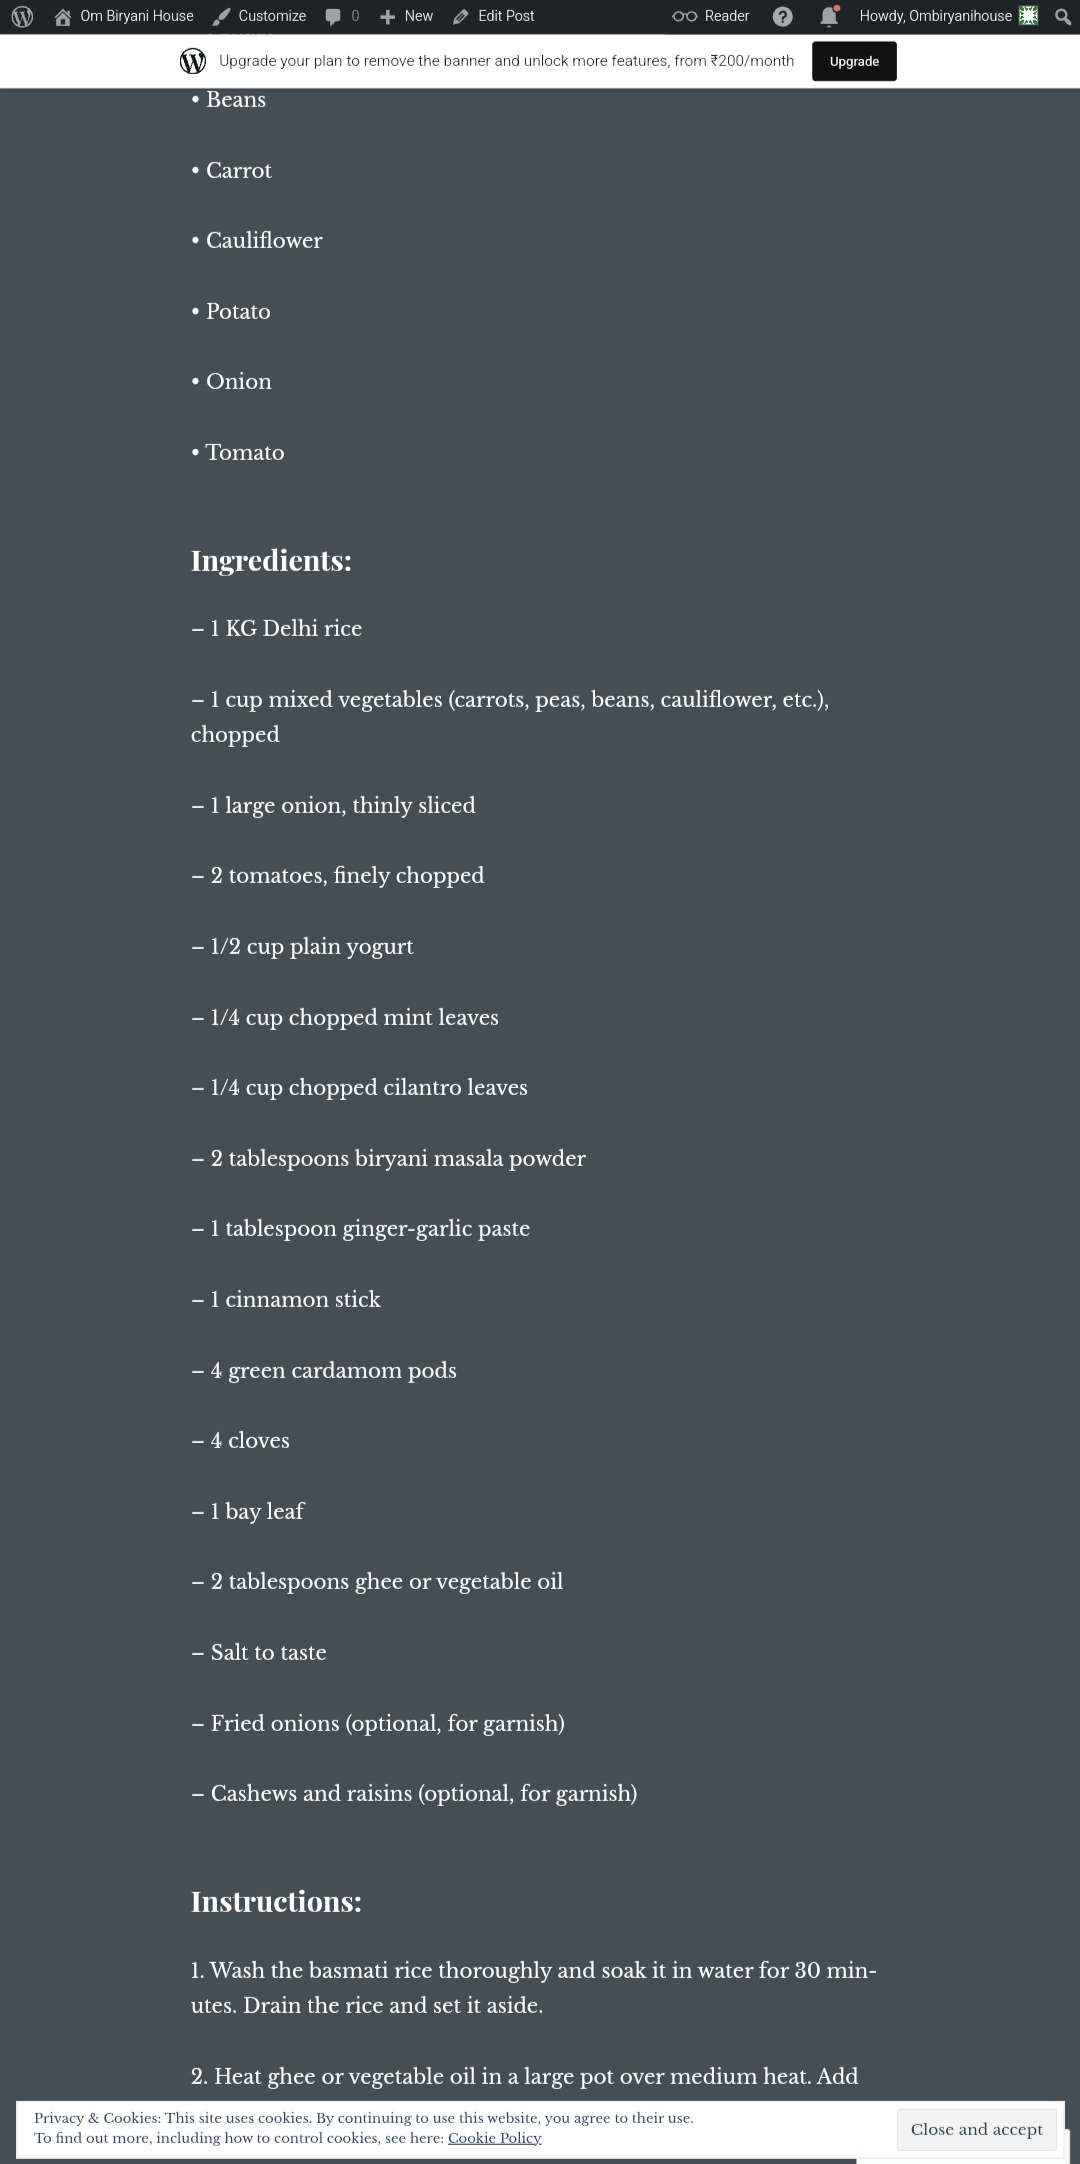 Om Biryani House Customize 0 New Edit Post Reader Howdy, Ombiryanihouse
Upgrade your plan to remove the banner and unlock more features, from ₹200/month Upgrade
• Beans
• Carrot
• Cauliflower
• Potato
• Onion
• Tomato
Ingredients:
– 1 KG Delhi rice
– 1 cup mixed vegetables (carrots, peas, beans, cauliflower, etc.),
chopped
– 1 large onion, thinly sliced
– 2 tomatoes, finely chopped
– 1/2 cup plain yogurt
– 1/4 cup chopped mint leaves
– 1/4 cup chopped cilantro leaves
– 2 tablespoons biryani masala powder
– 1 tablespoon ginger-garlic paste
– 1 cinnamon stick
– 4 green cardamom pods
– 4 cloves
– 1 bay leaf
– 2 tablespoons ghee or vegetable oil
– Salt to taste
– Fried onions (optional, for garnish)
– Cashews and raisins (optional, for garnish)
Instructions:
1. Wash the basmati rice thoroughly and soak it in water for 30 min-
utes. Drain the rice and set it aside.
2. Heat ghee or vegetable oil in a large pot over medium heat. Add
Privacy & Cookies: This site uses cookies. By continuing to use this website, you agree to their use.
To find out more, including how to control cookies, see here: Cookie Policy
Close and accept